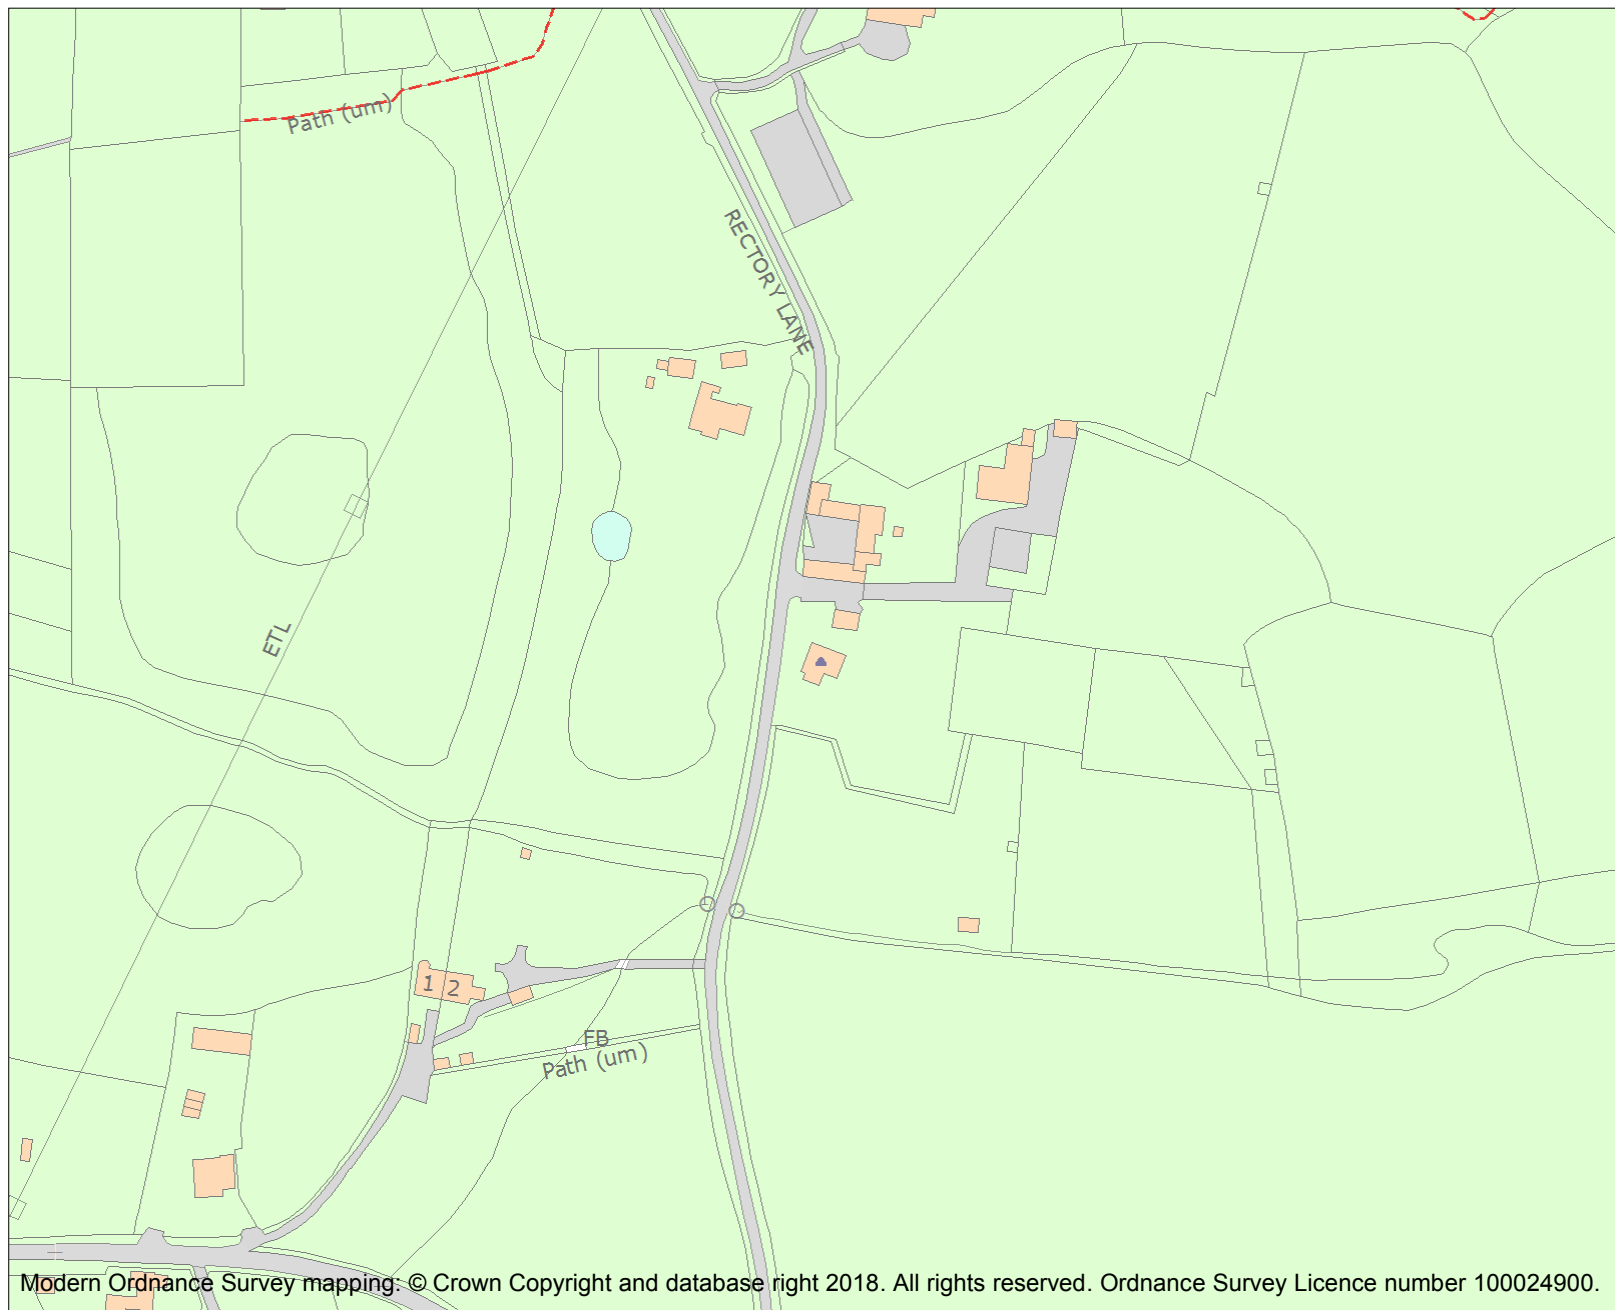 Path (um)
RECTORY LANE
ETL
1 2
FB
Path (um)
Modern Ordnance Survey mapping: © Crown Copyright and database right 2018. All rights reserved. Ordnance Survey Licence number 100024900.